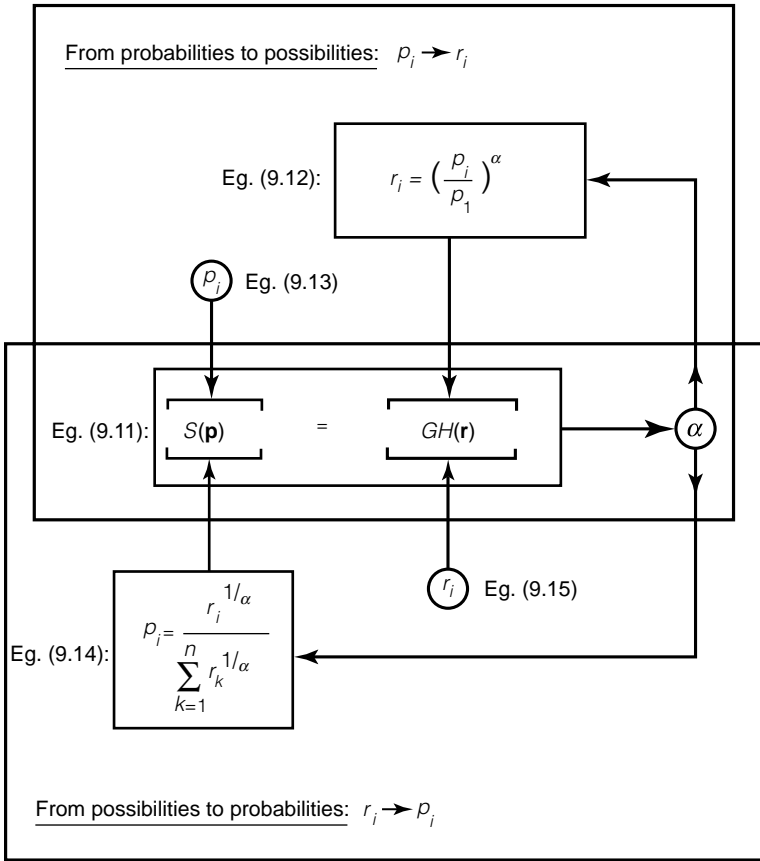 From probabilities to possibilities: p_i → r_i
Eg. (9.12): r_i = (p_i / p_1)^α
p_i Eg. (9.13)
Eg. (9.11): S(p) = GH(r) α
r_i Eg. (9.15)
Eg. (9.14): p_i = r_i^{1/α} / ∑_{k=1}^{n} r_k^{1/α}
From possibilities to probabilities: r_i → p_i